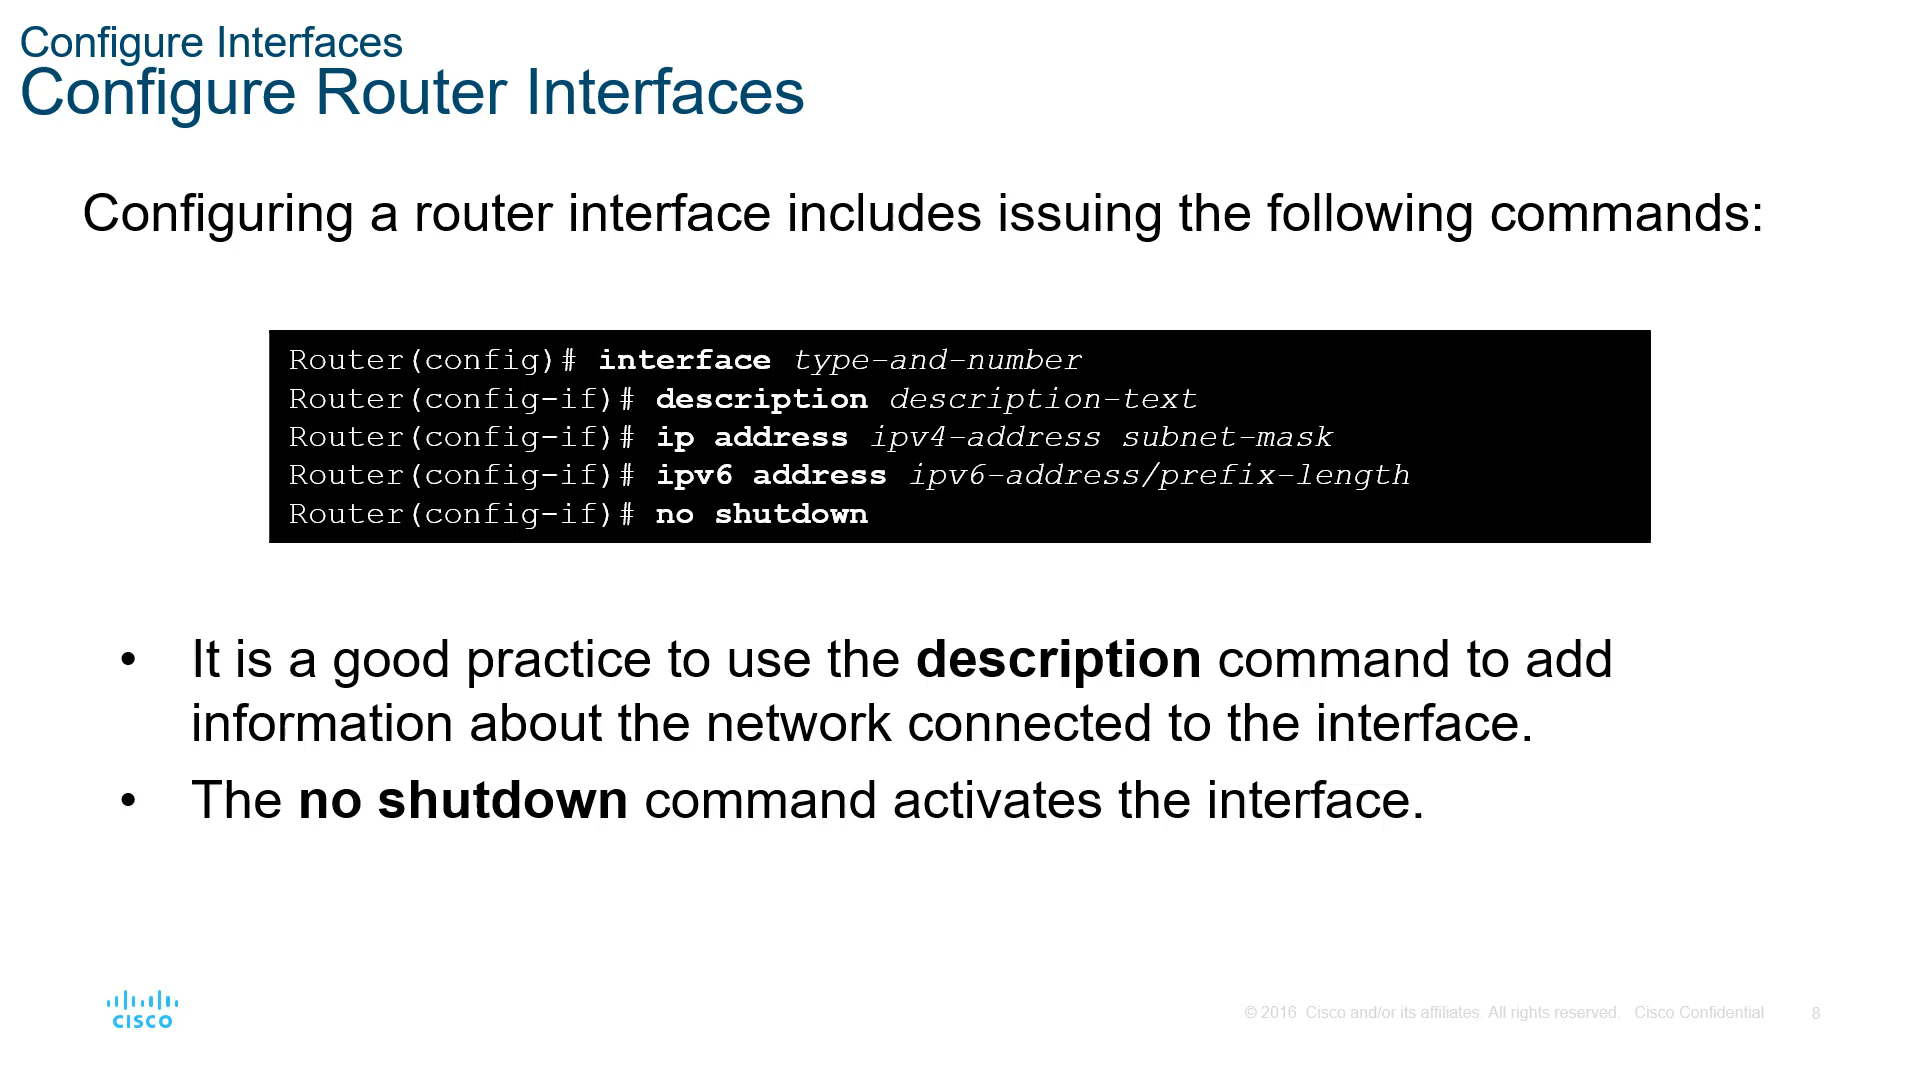 Configure Interfaces
Configure Router Interfaces
Configuring a router interface includes issuing the following commands:
Router(config)# interface type-and-number
Router(config-if)# description description-text
Router(config-if)# ip address ipv4-address subnet-mask
Router(config-if)# ipv6 address ipv6-address/prefix-length
Router(config-if)# no shutdown
• It is a good practice to use the description command to add
information about the network connected to the interface.
• The no shutdown command activates the interface.
CISCO
© 2016 Cisco and/or its affiliates. All rights reserved. Cisco Confidential 8